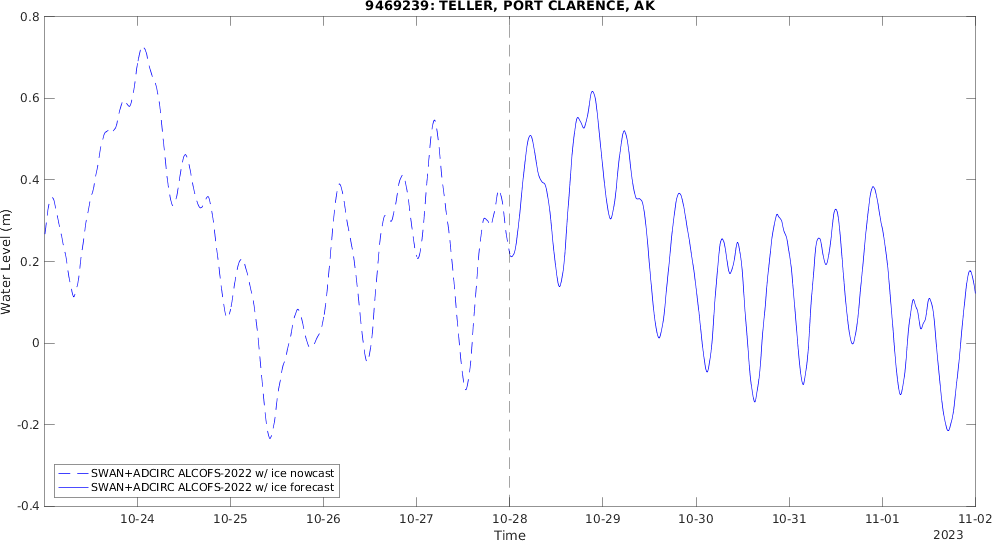 9469239: TELLER, PORT CLARENCE, AK
0.8
0.6
0.4
0.2
0
-0.2
-0.4
Water Level (m)
SWAN+ADCIRC ALCOFS-2022 w/ ice nowcast
SWAN+ADCIRC ALCOFS-2022 w/ ice forecast
10-24 10-25 10-26 10-27 10-28 10-29 10-30 10-31 11-01 11-02
Time
2023